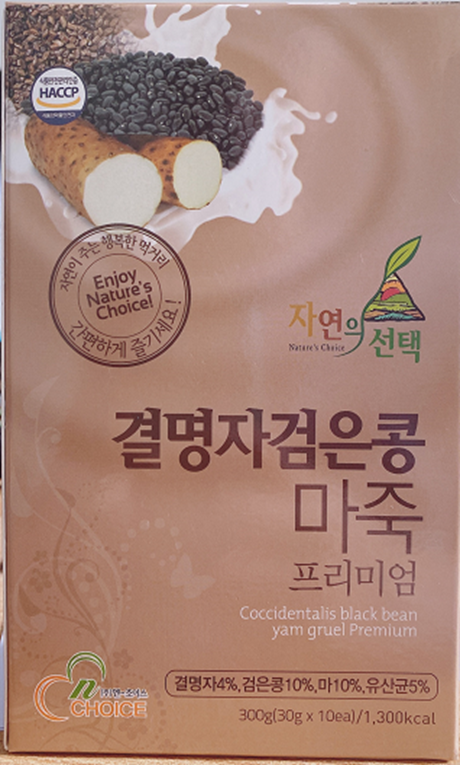 HACCP
자연이 주는 행복한 먹거리
Enjoy
Nature's
Choice!
간편하게 즐기세요!
자연의
선택
Nature's Choice
결명자검은콩
마죽
프리미엄
Coccidentalis black bean
yam gruel Premium
결명자4%,검은콩10%,마10%,유산균5%
n
CHOICE
300g(30g x 10ea)/1,300kcal